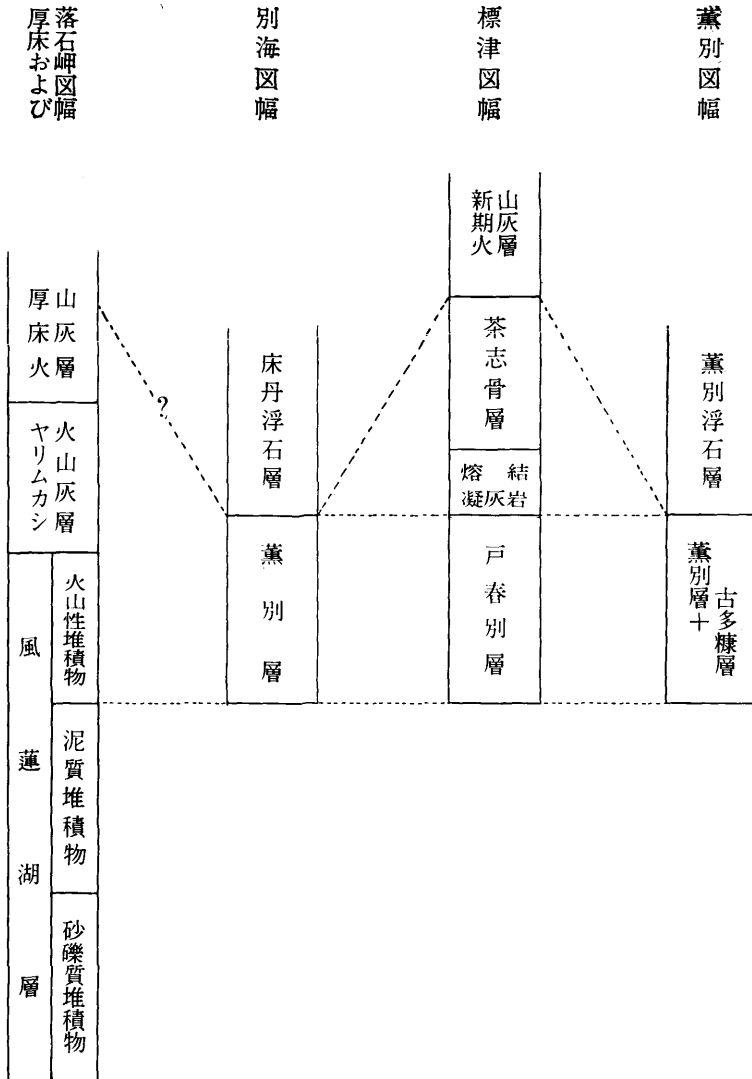 厚床および
落石岬図幅
別海図幅
標津図幅
薫別図幅
厚床火
山灰層
ヤリムカシ
火山灰層
風蓮湖層
火山性堆積物
泥質堆積物
砂礫質堆積物
?
床丹浮石層
薫別層
新期火
山灰層
茶志骨層
熔結
凝灰岩
戸春別層
薫別浮石層
薫別層+
古多糠層